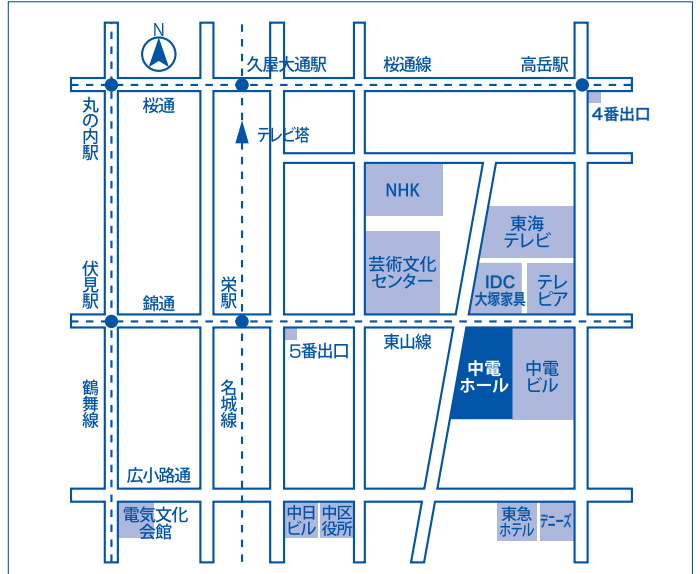 N
久屋大通駅
桜通線
高岳駅
丸の内駅
桜通
4番出口
テレビ塔
NHK
東海
テレビ
芸術文化
センター
IDC
大塚家具
テレ
ピア
伏見駅
錦通
栄駅
5番出口
東山線
中電
ホール
中電
ビル
鶴舞線
名城線
広小路通
電気文化
会館
中日
ビル
中区
役所
東急
ホテル
デニーズ